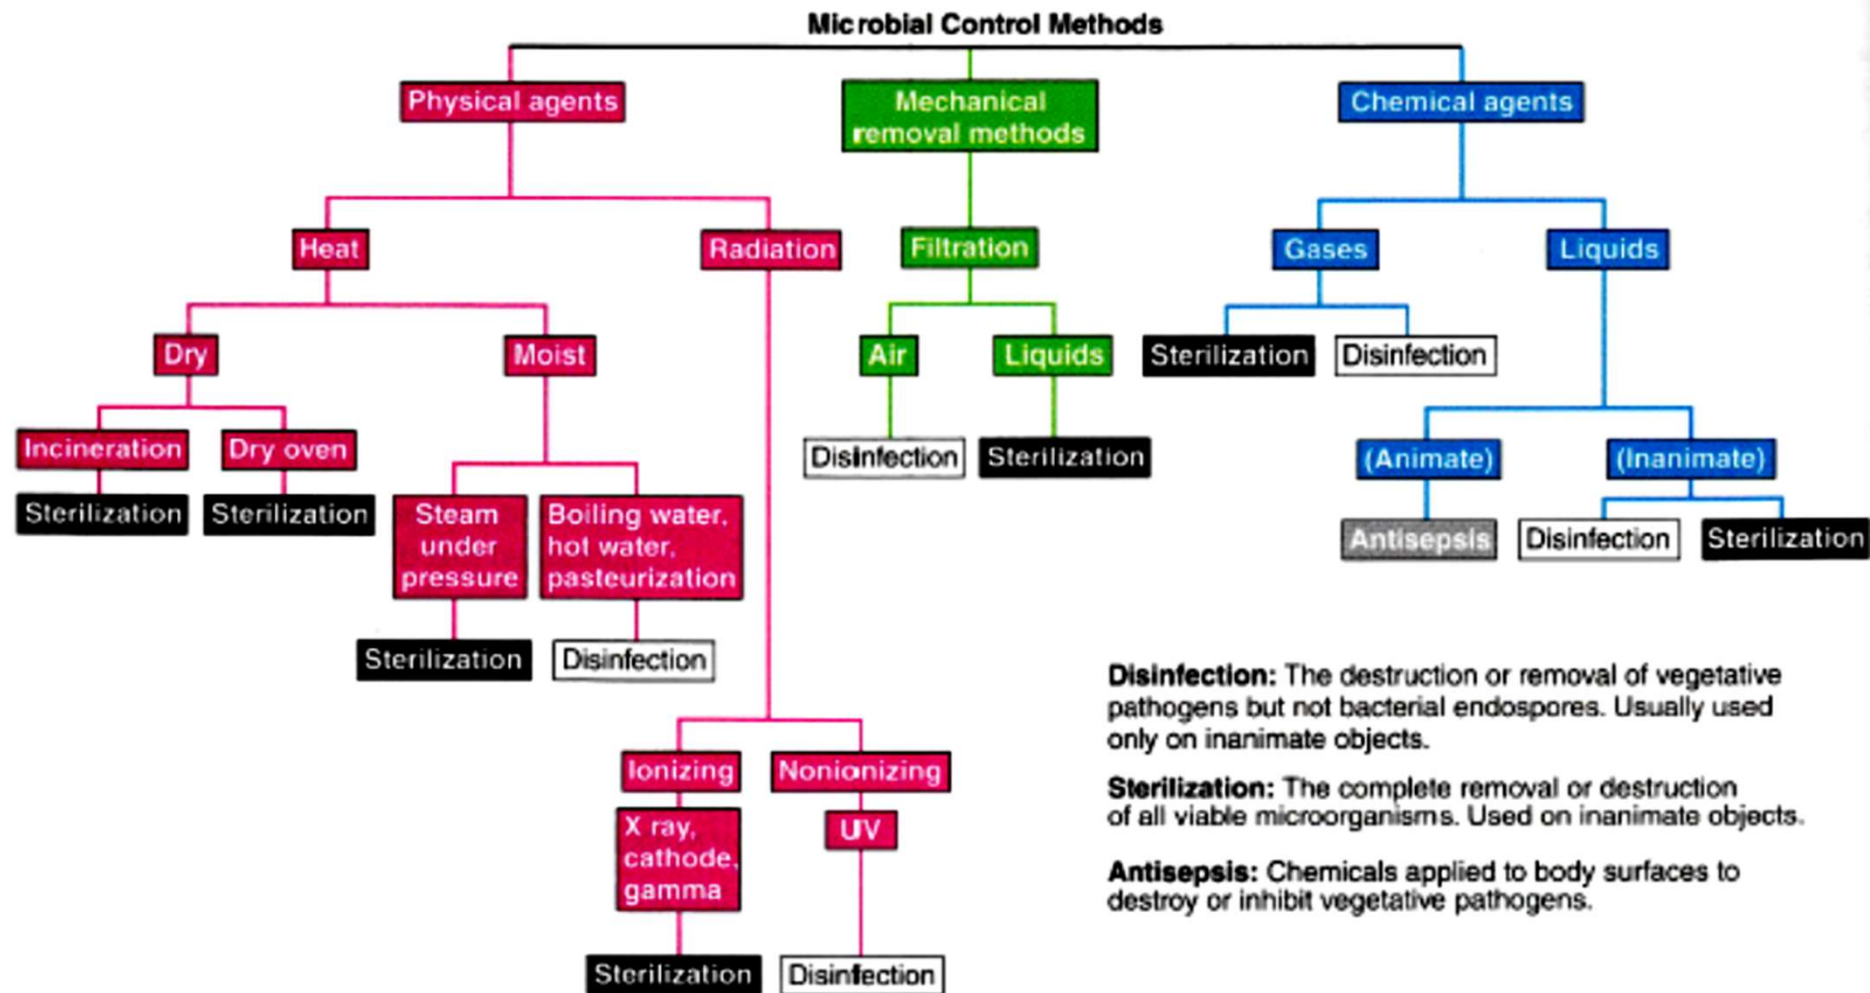 Microbial Control Methods
Physical agents
Mechanical
removal methods
Chemical agents
Heat
Radiation
Filtration
Gases
Liquids
Dry
Moist
Air
Liquids
Sterilization
Disinfection
Incineration
Dry oven
Disinfection
Sterilization
(Animate)
(Inanimate)
Sterilization
Sterilization
Steam
under
pressure
Boiling water,
hot water,
pasteurization
Antisepsis
Disinfection
Sterilization
Sterilization
Disinfection
Disinfection: The destruction or removal of vegetative
pathogens but not bacterial endospores. Usually used
only on inanimate objects.
Ionizing
Nonionizing
Sterilization: The complete removal or destruction
of all viable microorganisms. Used on inanimate objects.
X ray,
cathode,
gamma
UV
Antisepsis: Chemicals applied to body surfaces to
destroy or inhibit vegetative pathogens.
Sterilization
Disinfection